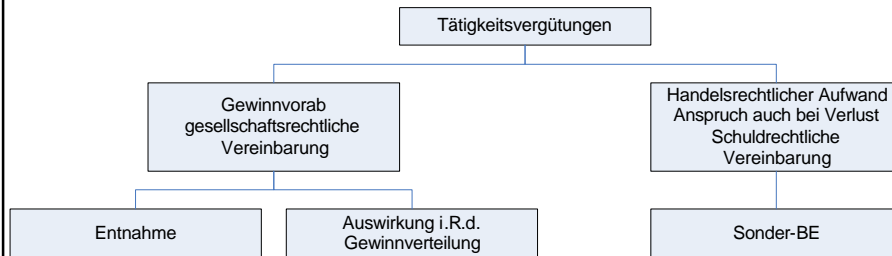 Tätigkeitsvergütungen
Gewinnvorab
gesellschaftsrechtliche
Vereinbarung
Handelsrechtlicher Aufwand
Anspruch auch bei Verlust
Schuldrechtliche
Vereinbarung
Entnahme
Auswirkung i.R.d.
Gewinnverteilung
Sonder-BE